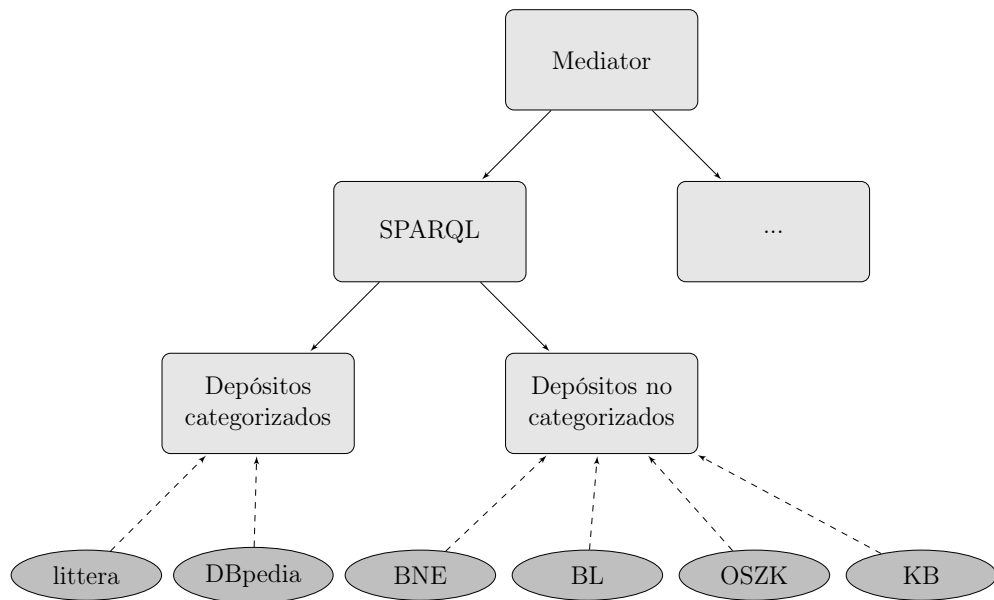 Mediator
SPARQL
...
Depósitos
categorizados
Depósitos no
categorizados
littera
DBpedia
BNE
BL
OSZK
KB